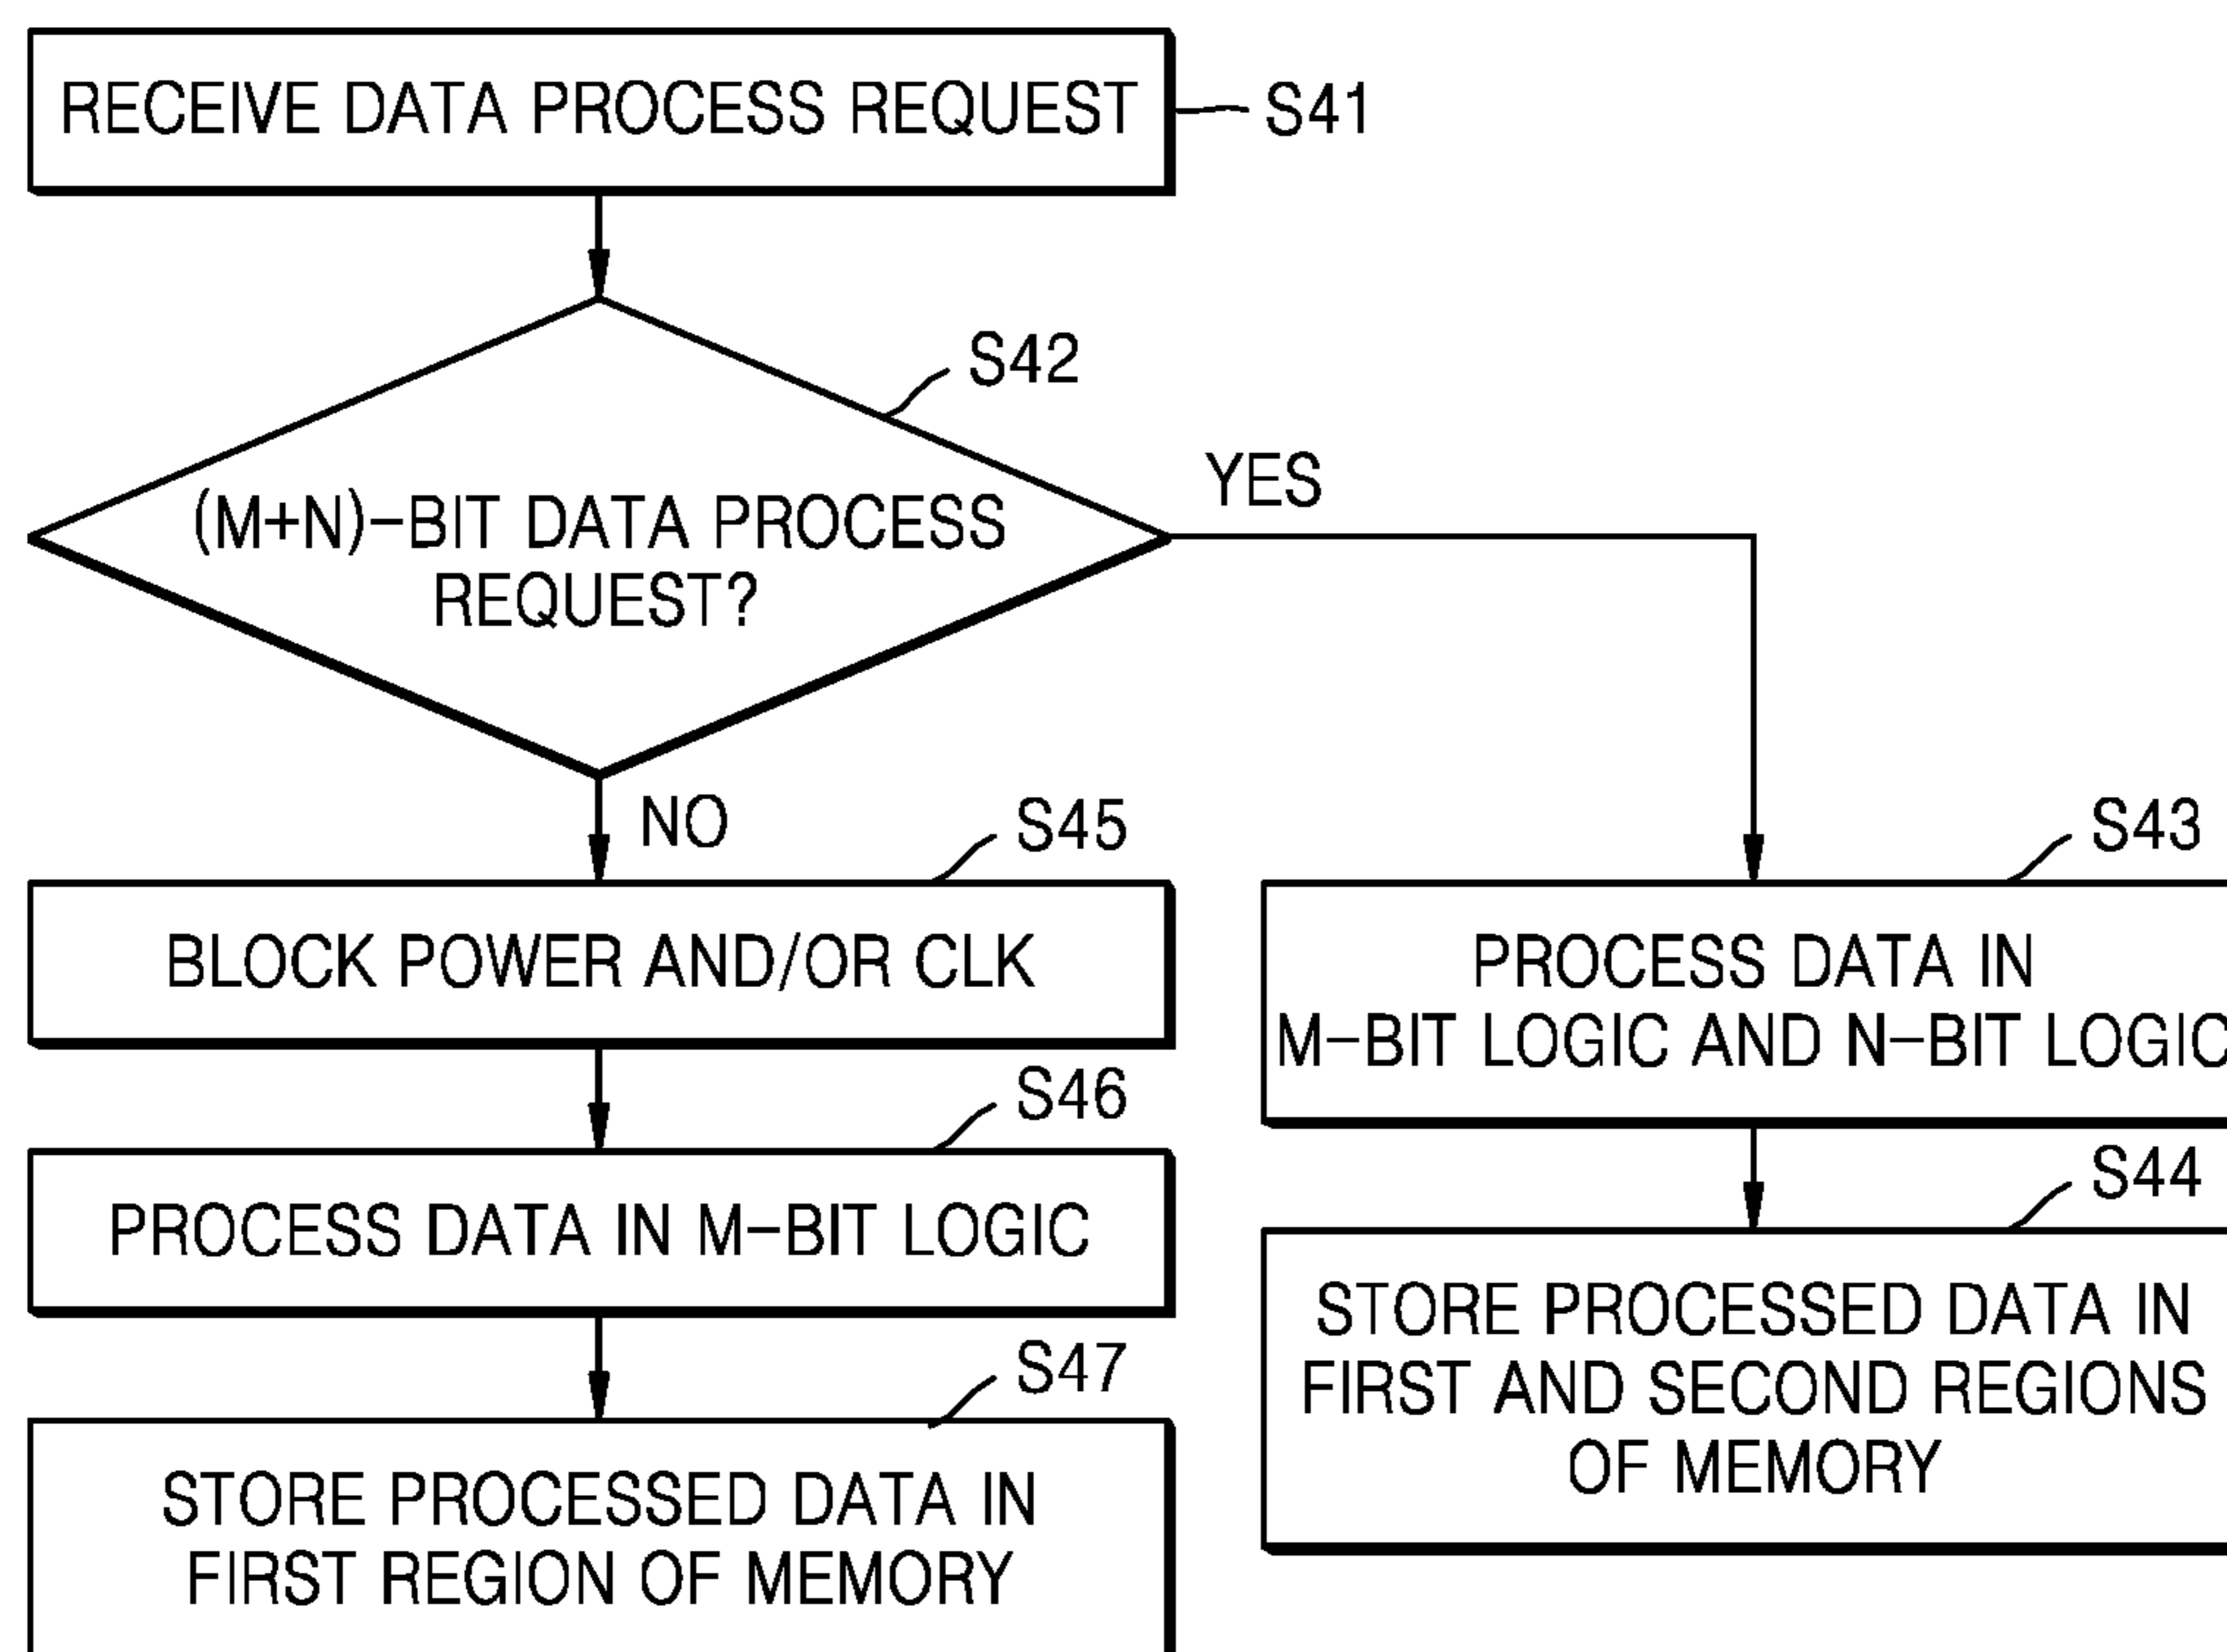 RECEIVE DATA PROCESS REQUEST
S41
S42
(M+N)-BIT DATA PROCESS
REQUEST?
YES
NO
S45
BLOCK POWER AND/OR CLK
S46
PROCESS DATA IN M-BIT LOGIC
S47
STORE PROCESSED DATA IN
FIRST REGION OF MEMORY
S43
PROCESS DATA IN
M-BIT LOGIC AND N-BIT LOGIC
S44
STORE PROCESSED DATA IN
FIRST AND SECOND REGIONS
OF MEMORY